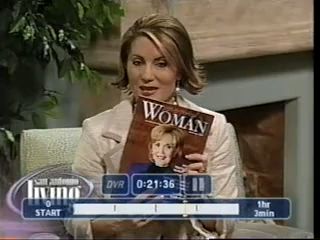 WOMAN
san antonio
living
DVR 0:21:36
0
START
1hr
3min